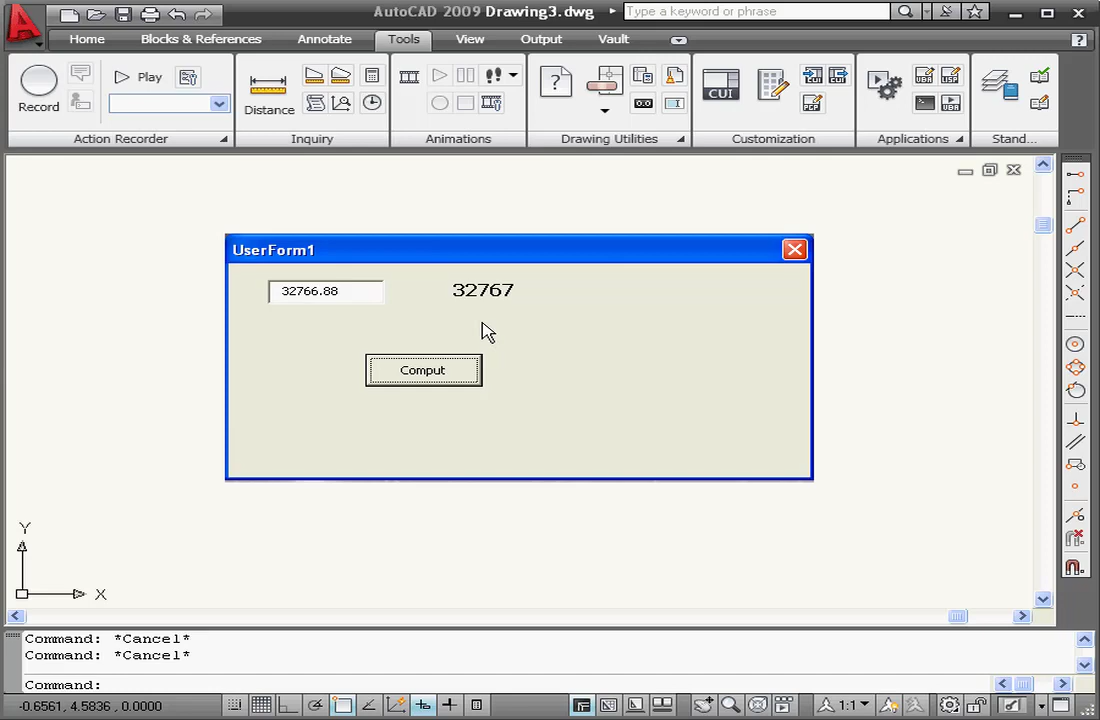 AutoCAD 2009 Drawing3.dwg
Type a keyword or phrase
Home Blocks & References Annotate Tools View Output Vault
Record
Play
Distance
CUI
Action Recorder Inquiry Animations Drawing Utilities Customization Applications Stand...
UserForm1
32766.88 32767
Comput
Y
X
Command: *Cancel*
Command: *Cancel*
Command:
-0.6561, 4.5836 , 0.0000
1:1